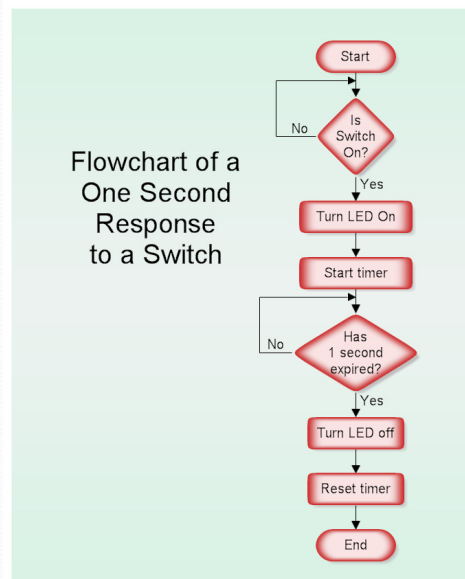 Flowchart of a
One Second
Response
to a Switch
Start
Is
Switch
On?
No
Yes
Turn LED On
Start timer
Has
1 second
expired?
No
Yes
Turn LED off
Reset timer
End